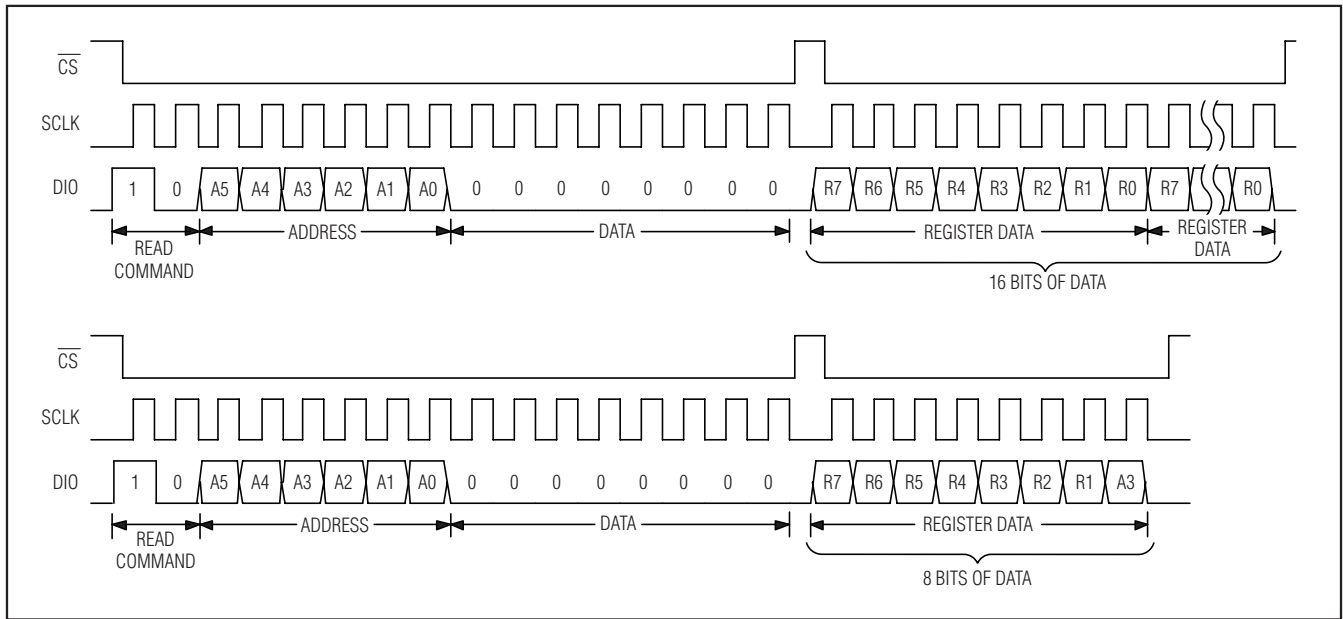 CS
SCLK
DIO 1 0 A5 A4 A3 A2 A1 A0 0 0 0 0 0 0 0 0 R7 R6 R5 R4 R3 R2 R1 R0 R7 R0
READ COMMAND ADDRESS DATA REGISTER DATA REGISTER DATA
16 BITS OF DATA
CS
SCLK
DIO 1 0 A5 A4 A3 A2 A1 A0 0 0 0 0 0 0 0 0 R7 R6 R5 R4 R3 R2 R1 A3
READ COMMAND ADDRESS DATA REGISTER DATA
8 BITS OF DATA